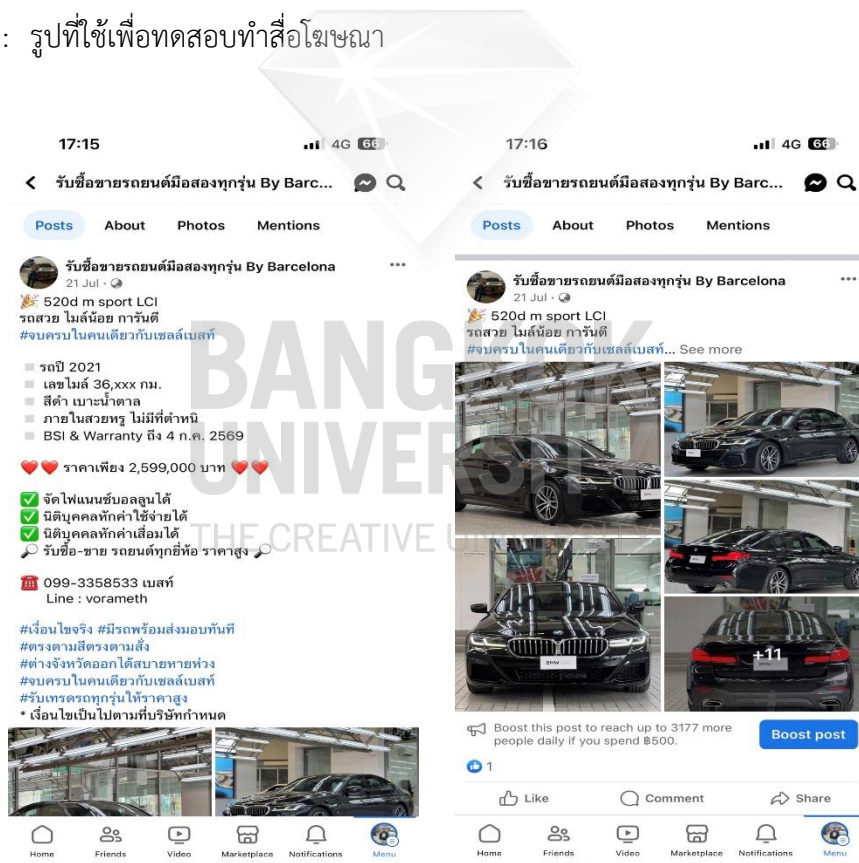 : รูปที่ใช้เพื่อทดสอบทำสื่อโฆษณา
17:15
4G 66
รับซื้อขายรถยนต์มือสองทุกรุ่น By Barc...
Posts About Photos Mentions
รับซื้อขายรถยนต์มือสองทุกรุ่น By Barcelona
21 Jul ·
520d m sport LCI
รถสวย ไมล์น้อย การันตี
#จบครบในคนเดียวกับเซลล์เบสท์
รถปี 2021
เลขไมล์ 36,xxx กม.
สีดำ เบาะน้ำตาล
ภายในสวยหรู ไม่มีที่ตำหนิ
BSI & Warranty ถึง 4 ก.ค. 2569
ราคาเพียง 2,599,000 บาท
จัดไฟแนนซ์บอลลูนได้
นิติบุคคลหักค่าใช้จ่ายได้
นิติบุคคลหักค่าเสื่อมได้
รับซื้อ-ขาย รถยนต์ทุกยี่ห้อ ราคาสูง
099-3358533 เบสท์
Line : vorameth
#เงื่อนไขจริง #มีรถพร้อมส่งมอบทันที
#ตรงตามสีตรงตามสั่ง
#ต่างจังหวัดออกได้สบายหายห่วง
#จบครบในคนเดียวกับเซลล์เบสท์
#รับเทรดรถทุกรุ่นให้ราคาสูง
* เงื่อนไขเป็นไปตามที่บริษัทกำหนด
Home Friends Video Marketplace Notifications Menu
17:16
4G 66
รับซื้อขายรถยนต์มือสองทุกรุ่น By Barc...
Posts About Photos Mentions
รับซื้อขายรถยนต์มือสองทุกรุ่น By Barcelona
21 Jul ·
520d m sport LCI
รถสวย ไมล์น้อย การันตี
#จบครบในคนเดียวกับเซลล์เบสท์... See more
+11
Boost this post to reach up to 3177 more
people daily if you spend ฿500.
Boost post
1
Like Comment Share
Home Friends Video Marketplace Notifications Menu
BANGKOK
UNIVERSITY
THE CREATIVE